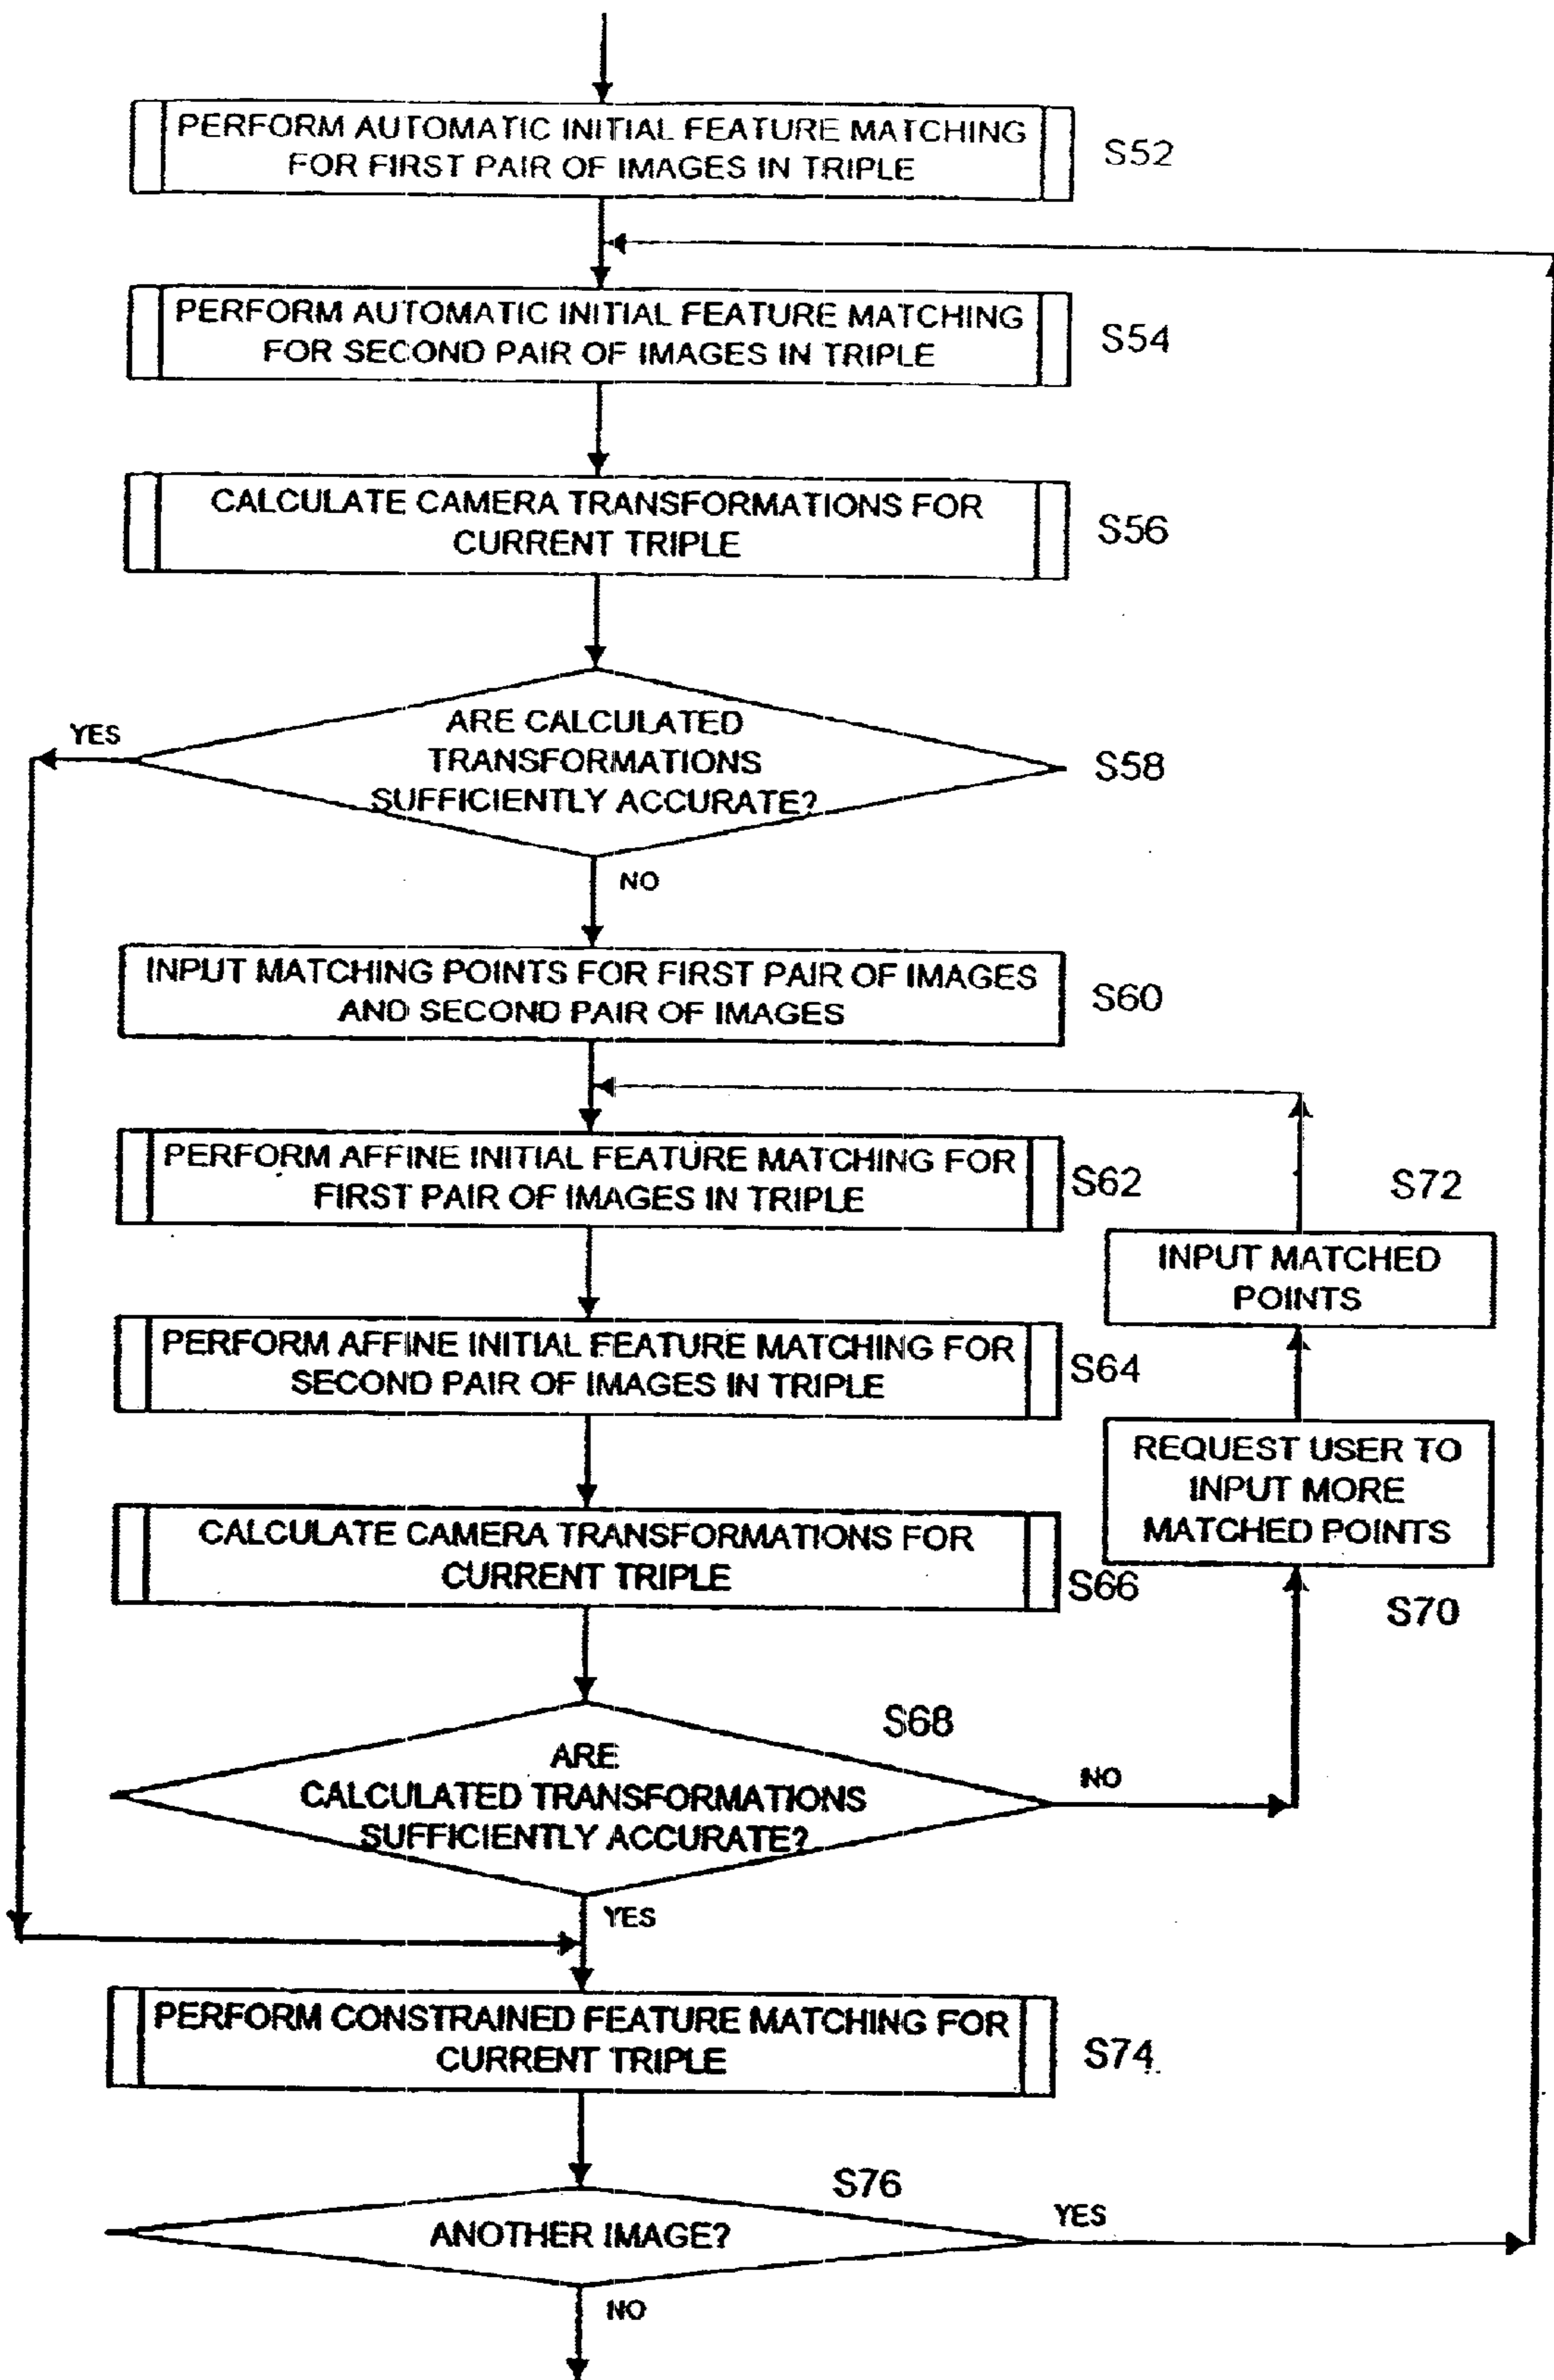 PERFORM AUTOMATIC INITIAL FEATURE MATCHING
FOR FIRST PAIR OF IMAGES IN TRIPLE
S52
PERFORM AUTOMATIC INITIAL FEATURE MATCHING
FOR SECOND PAIR OF IMAGES IN TRIPLE
S54
CALCULATE CAMERA TRANSFORMATIONS FOR
CURRENT TRIPLE
S56
YES
ARE CALCULATED
TRANSFORMATIONS
SUFFICIENTLY ACCURATE?
S58
NO
INPUT MATCHING POINTS FOR FIRST PAIR OF IMAGES
AND SECOND PAIR OF IMAGES
S60
PERFORM AFFINE INITIAL FEATURE MATCHING FOR
FIRST PAIR OF IMAGES IN TRIPLE
S62
S72
INPUT MATCHED
POINTS
PERFORM AFFINE INITIAL FEATURE MATCHING FOR
SECOND PAIR OF IMAGES IN TRIPLE
S64
REQUEST USER TO
INPUT MORE
MATCHED POINTS
S70
CALCULATE CAMERA TRANSFORMATIONS FOR
CURRENT TRIPLE
S66
S68
ARE
CALCULATED TRANSFORMATIONS
SUFFICIENTLY ACCURATE?
NO
YES
PERFORM CONSTRAINED FEATURE MATCHING FOR
CURRENT TRIPLE
S74
S76
ANOTHER IMAGE?
YES
NO